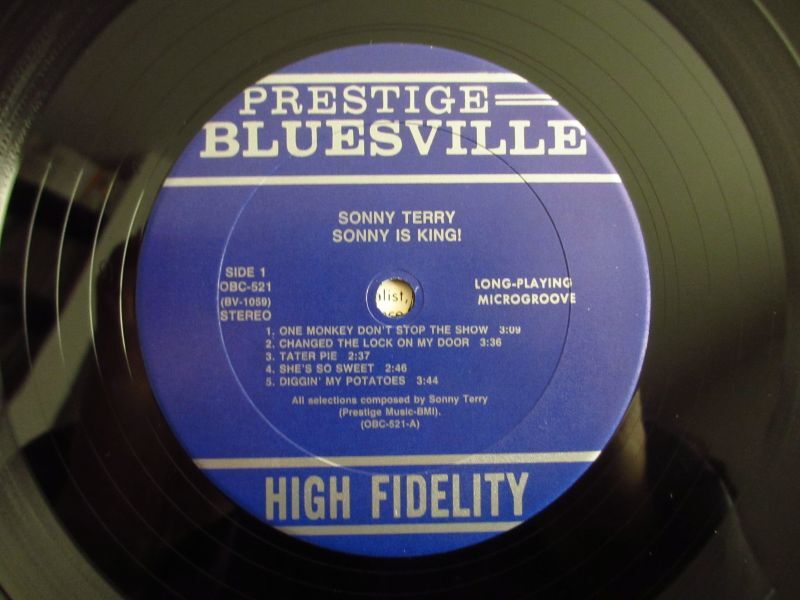 PRESTIGE
BLUESVILLE
SONNY TERRY
SONNY IS KING!
SIDE 1
OBC-521
(BV-1059)
STEREO
LONG-PLAYING
MICROGROOVE
list,
1. ONE MONKEY DON'T STOP THE SHOW 3:09
2. CHANGED THE LOCK ON MY DOOR 3:36
3. TATER PIE 2:37
4. SHE'S SO SWEET 2:46
5. DIGGIN' MY POTATOES 3:44
All selections composed by Sonny Terry
(Prestige Music-BMI).
(OBC-521-A)
HIGH FIDELITY